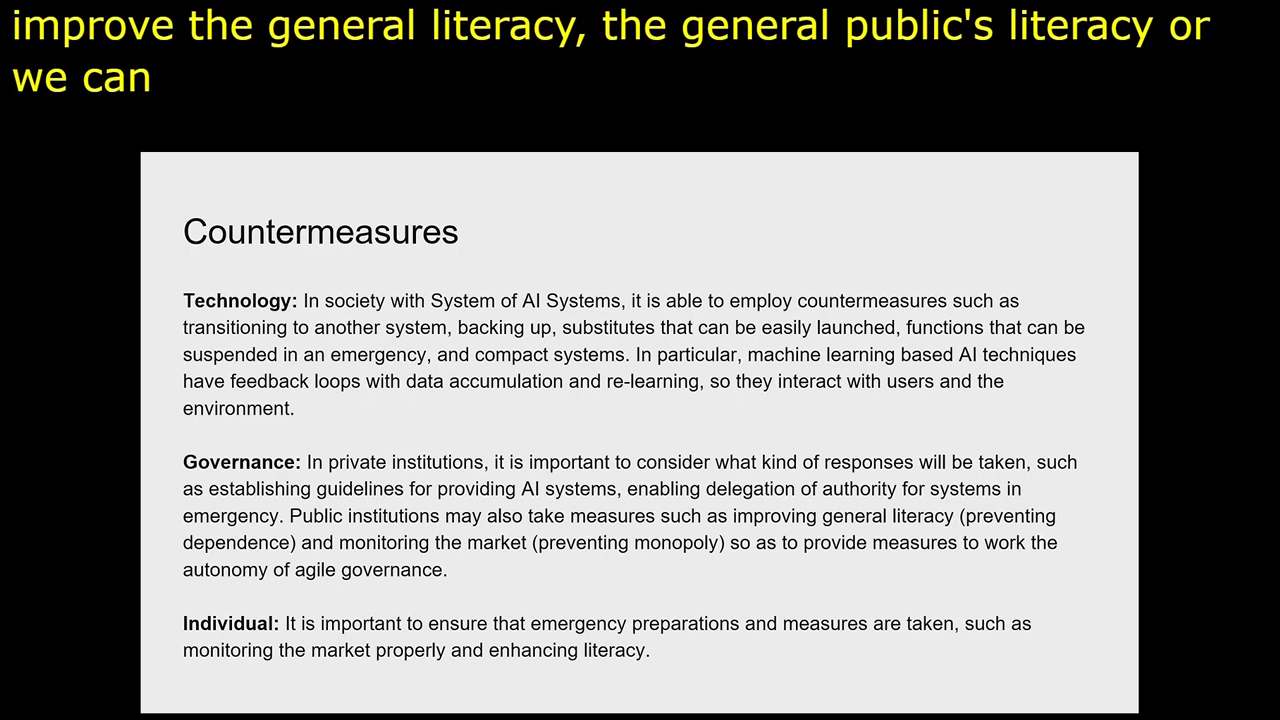 improve the general literacy, the general public's literacy or
we can
Countermeasures
Technology: In society with System of AI Systems, it is able to employ countermeasures such as
transitioning to another system, backing up, substitutes that can be easily launched, functions that can be
suspended in an emergency, and compact systems. In particular, machine learning based AI techniques
have feedback loops with data accumulation and re-learning, so they interact with users and the
environment.
Governance: In private institutions, it is important to consider what kind of responses will be taken, such
as establishing guidelines for providing AI systems, enabling delegation of authority for systems in
emergency. Public institutions may also take measures such as improving general literacy (preventing
dependence) and monitoring the market (preventing monopoly) so as to provide measures to work the
autonomy of agile governance.
Individual: It is important to ensure that emergency preparations and measures are taken, such as
monitoring the market properly and enhancing literacy.